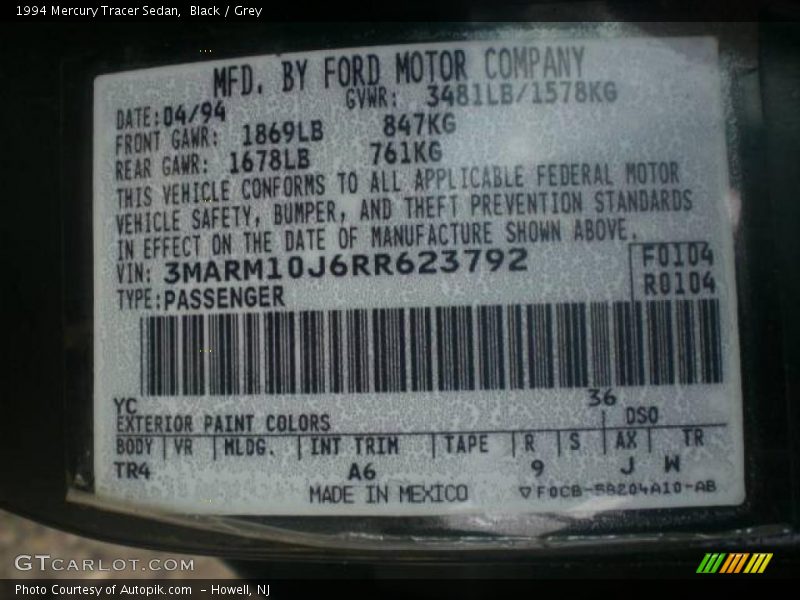 1994 Mercury Tracer Sedan, Black / Grey
MFD. BY FORD MOTOR COMPANY
DATE: 04/94 GVWR: 3481LB/1578KG
FRONT GAWR: 1869LB 847KG
REAR GAWR: 1678LB 761KG
THIS VEHICLE CONFORMS TO ALL APPLICABLE FEDERAL MOTOR
VEHICLE SAFETY, BUMPER, AND THEFT PREVENTION STANDARDS
IN EFFECT ON THE DATE OF MANUFACTURE SHOWN ABOVE.
VIN: 3MARM10J6RR623792 F0104
TYPE: PASSENGER R0104
YC 36
EXTERIOR PAINT COLORS DSO
BODY VR MLDG. INT TRIM TAPE R S AX TR
TR4 A6 9 J W
MADE IN MEXICO ▽F0CB-5B204A10-AB
GTCARLOT.COM
Photo Courtesy of Autopik.com - Howell, NJ